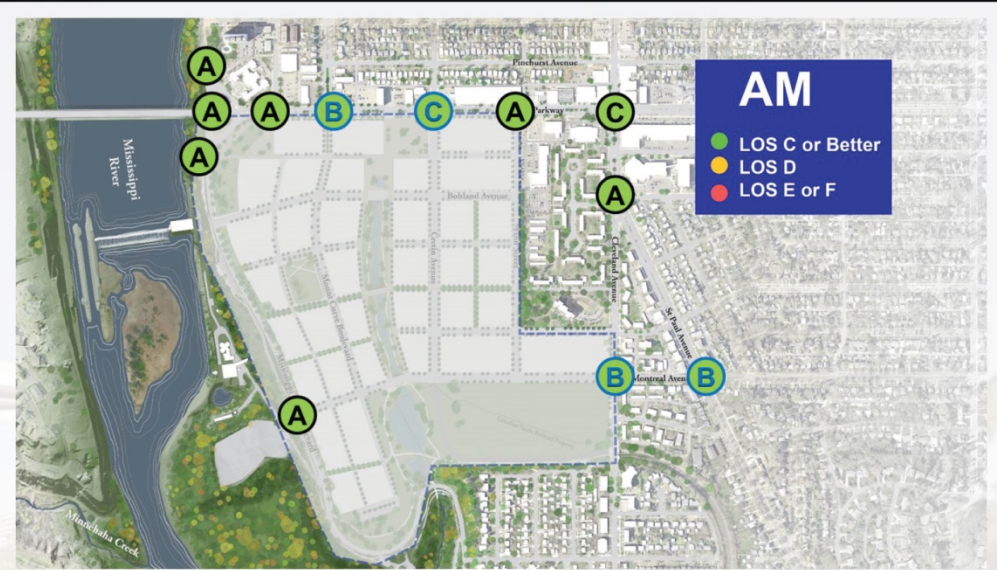 Pinehurst Avenue
A
AM
A
A
B
C
A
Parkway
C
LOS C or Better
LOS D
LOS E or F
Mississippi
River
A
A
Bohland Avenue
Cleveland Avenue
St Paul Avenue
B
Montreal Avenue
B
A
Minnehaha Creek